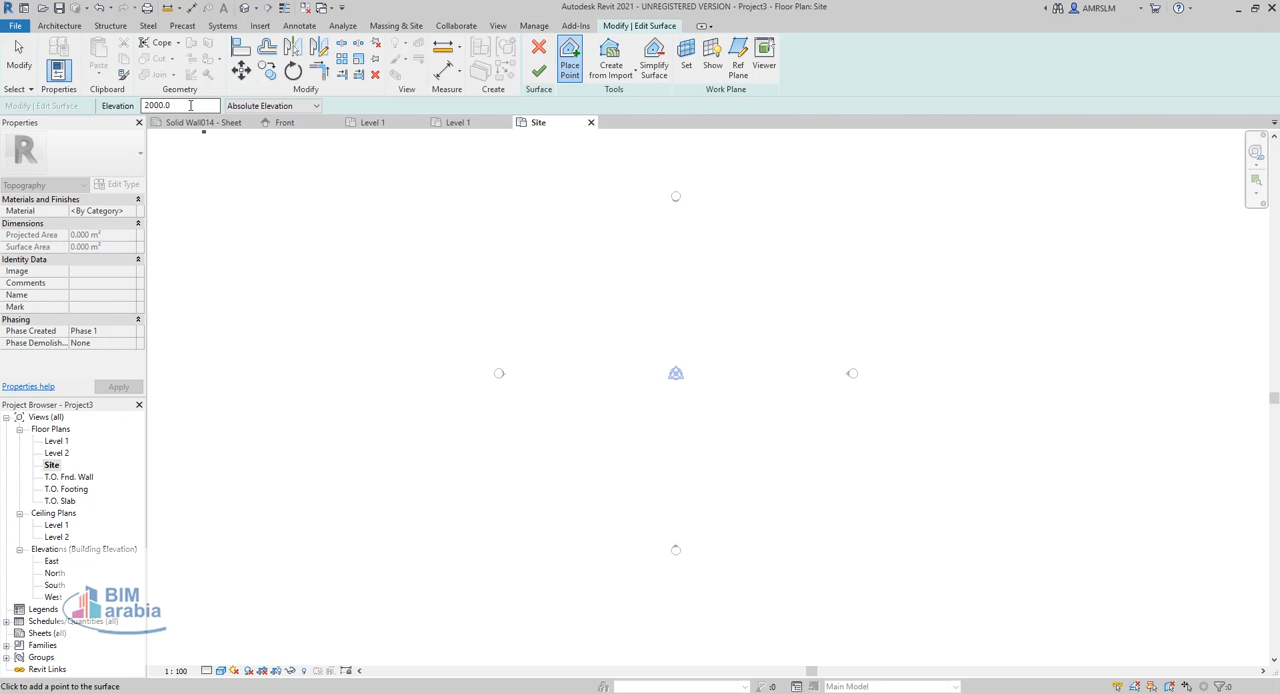 Autodesk Revit 2021 - UNREGISTERED VERSION - Project3 - Floor Plan: Site
AMRSLM
File Architecture Structure Steel Precast Systems Insert Annotate Analyze Massing & Site Collaborate View Manage Add-Ins Modify | Edit Surface
Modify
Paste
Cope
Cut
Join
Place Point
Create from Import
Simplify Surface
Set
Show
Ref Plane
Viewer
Select Properties Clipboard Geometry Modify View Measure Create Surface Tools Work Plane
Modify | Edit Surface Elevation 2000.0 Absolute Elevation
Properties
Solid Wall014 - Sheet Front Level 1 Level 1 Site
Topography Edit Type
Materials and Finishes
Material <By Category>
Dimensions
Projected Area 0.000 m²
Surface Area 0.000 m²
Identity Data
Image
Comments
Name
Mark
Phasing
Phase Created Phase 1
Phase Demolish... None
Properties help Apply
Project Browser - Project3
Views (all)
Floor Plans
Level 1
Level 2
Site
T.O. Fnd. Wall
T.O. Footing
T.O. Slab
Ceiling Plans
Level 1
Level 2
Elevations (Building Elevation)
East
North
South
West
Legends
Schedules/Quantities (all)
Sheets (all)
Families
Groups
Revit Links
BIM
arabia
1 : 100
Click to add a point to the surface
:0 Main Model :0